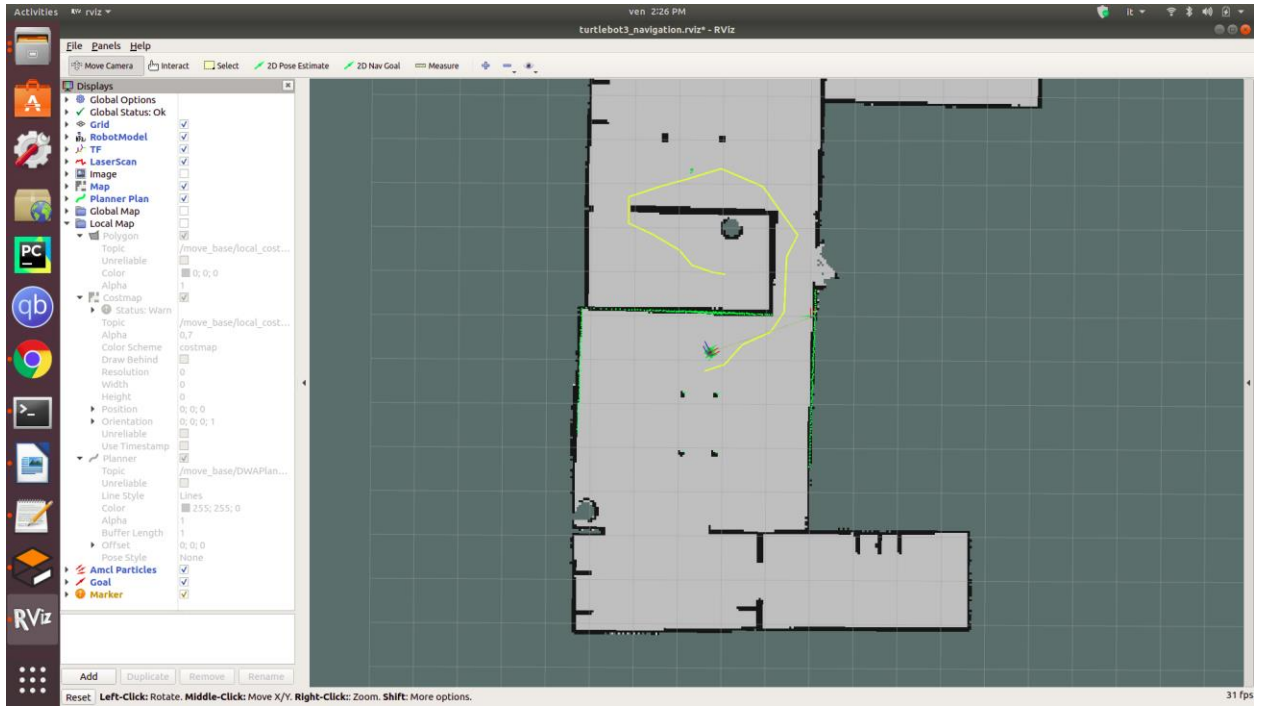 Activities rviz ven 2:26 PM it
turtlebot3_navigation.rviz* - RViz
File Panels Help
Move Camera Interact Select 2D Pose Estimate 2D Nav Goal Measure
Displays
Global Options
Global Status: Ok
Grid
RobotModel
TF
LaserScan
Image
Map
Planner Plan
Global Map
Local Map
Polygon
Topic /move_base/local_cost...
Unreliable
Color 0; 0; 0
Alpha 1
Costmap
Status: Warn
Topic /move_base/local_cost...
Alpha 0,7
Color Scheme costmap
Draw Behind
Resolution 0
Width 0
Height 0
Position 0; 0; 0
Orientation 0; 0; 0; 1
Unreliable
Use Timestamp
Planner
Topic /move_base/DWAPlan...
Unreliable
Line Style Lines
Color 255; 255; 0
Alpha 1
Buffer Length 1
Offset 0; 0; 0
Pose Style None
Amcl Particles
Goal
Marker
PC
qb
RViz
Add Duplicate Remove Rename
Reset Left-Click: Rotate. Middle-Click: Move X/Y. Right-Click:: Zoom. Shift: More options. 31 fps